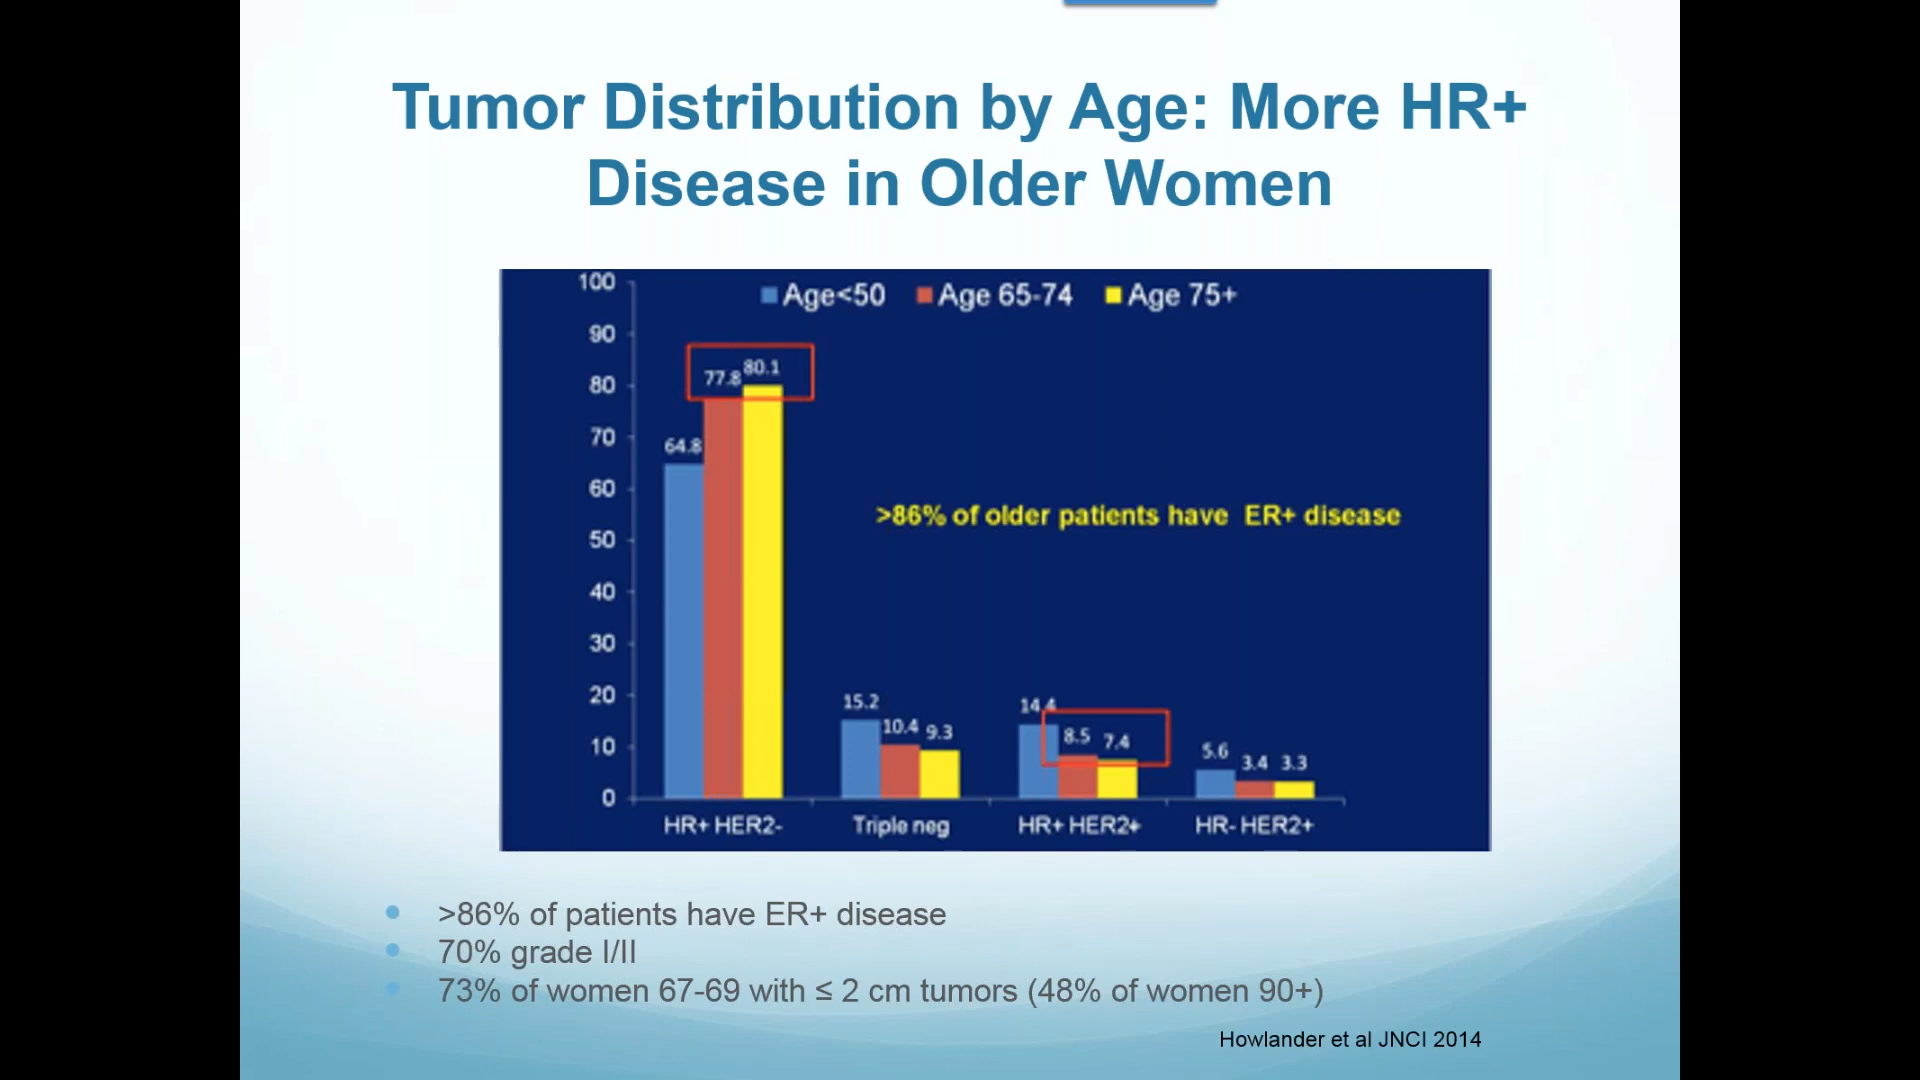 Tumor Distribution by Age: More HR+
Disease in Older Women
100
Age<50 Age 65-74 Age 75+
90
80
70
60
50
40
30
20
10
0
64.8 77.8 80.1
15.2 10.4 9.3
14.4 8.5 7.4
5.6 3.4 3.3
>86% of older patients have ER+ disease
HR+ HER2- Triple neg HR+ HER2+ HR- HER2+
>86% of patients have ER+ disease
70% grade I/II
73% of women 67-69 with ≤ 2 cm tumors (48% of women 90+)
Howlander et al JNCI 2014